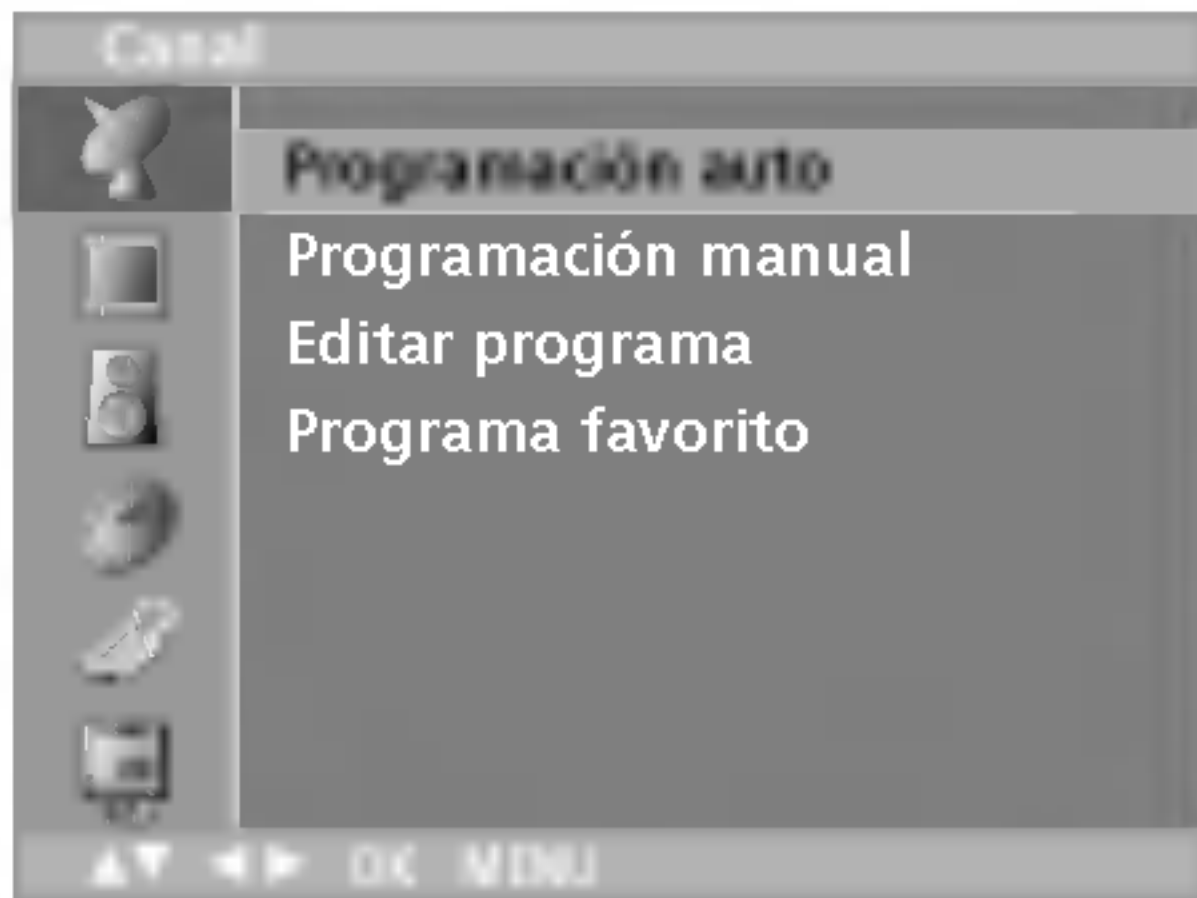 Canal
Programación auto
Programación manual
Editar programa
Programa favorito
▲▼ ◀▶ OK MENU